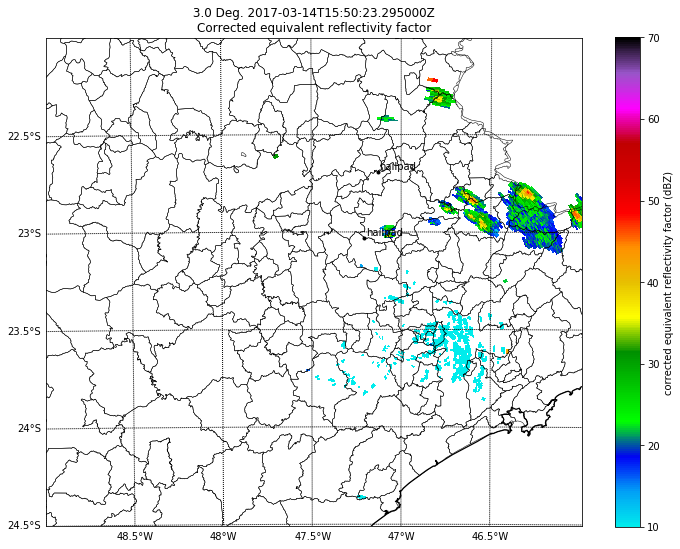 3.0 Deg. 2017-03-14T15:50:23.295000Z
Corrected equivalent reflectivity factor
22.5°S
23°S
23.5°S
24°S
24.5°S
48.5°W
48°W
47.5°W
47°W
46.5°W
hailpad
hailpad
70
60
50
40
30
20
10
corrected equivalent reflectivity factor (dBZ)